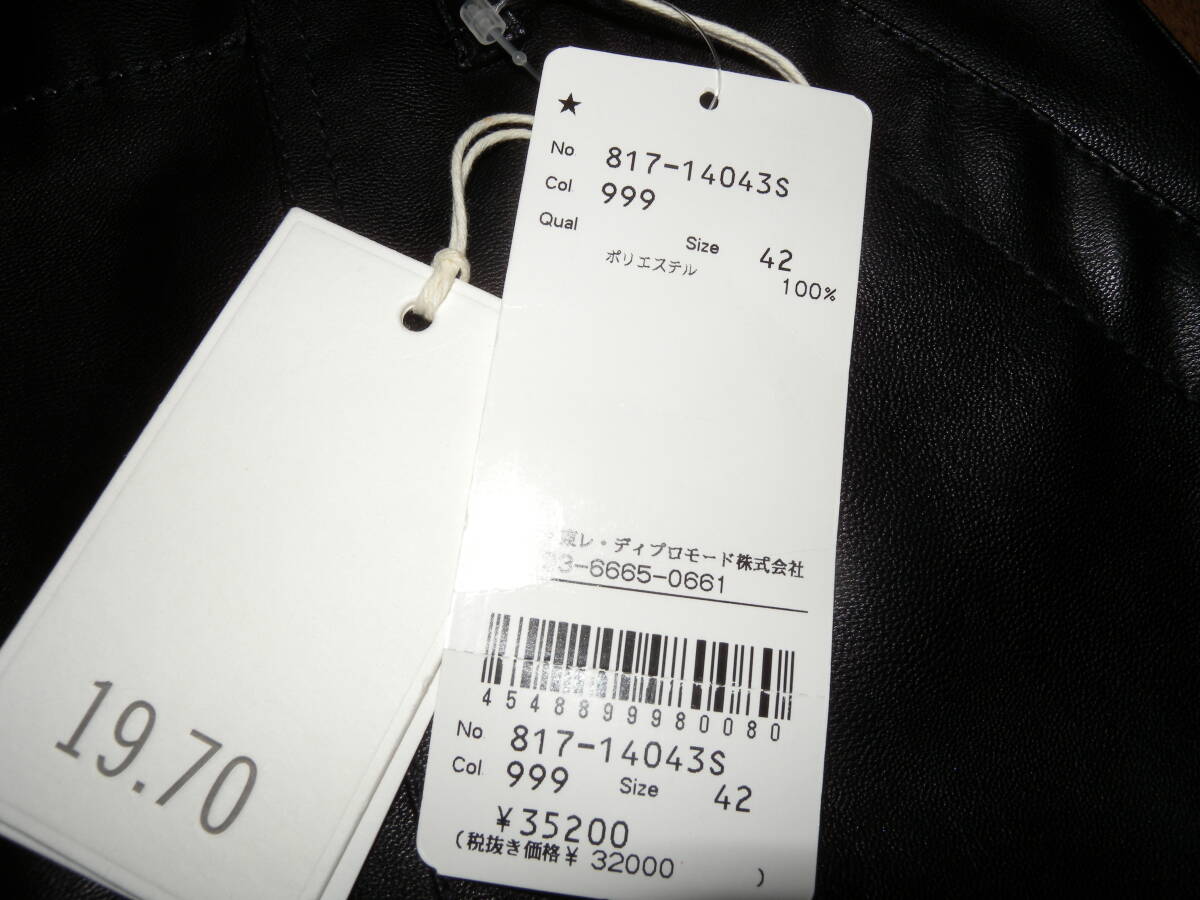 ★
No 817-14043S
Col 999
Qual
Size 42
ポリエステル
100%
東レ・ディプロモード株式会社
03-6665-0661
4548899980080
No 817-14043S
Col 999 Size 42
¥35200
(税抜き価格¥ 32000 )
19.70